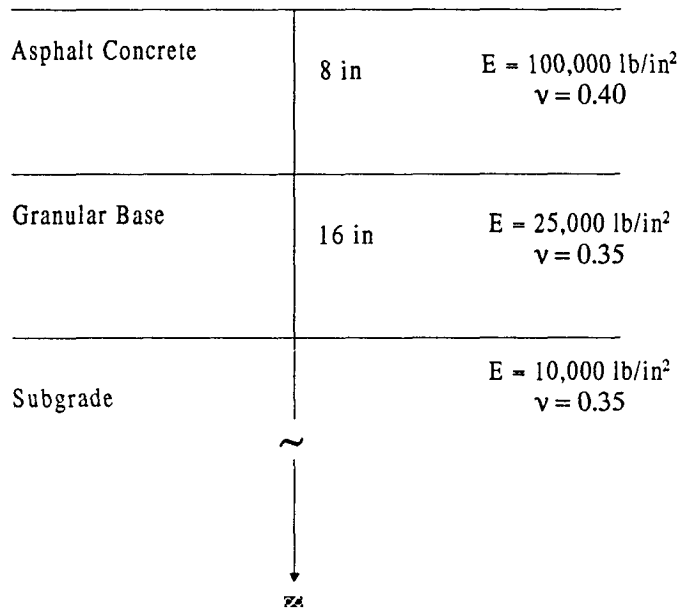 Asphalt Concrete
8 in
E = 100,000 lb/in²
ν = 0.40
Granular Base
16 in
E = 25,000 lb/in²
ν = 0.35
Subgrade
E = 10,000 lb/in²
ν = 0.35
~
z